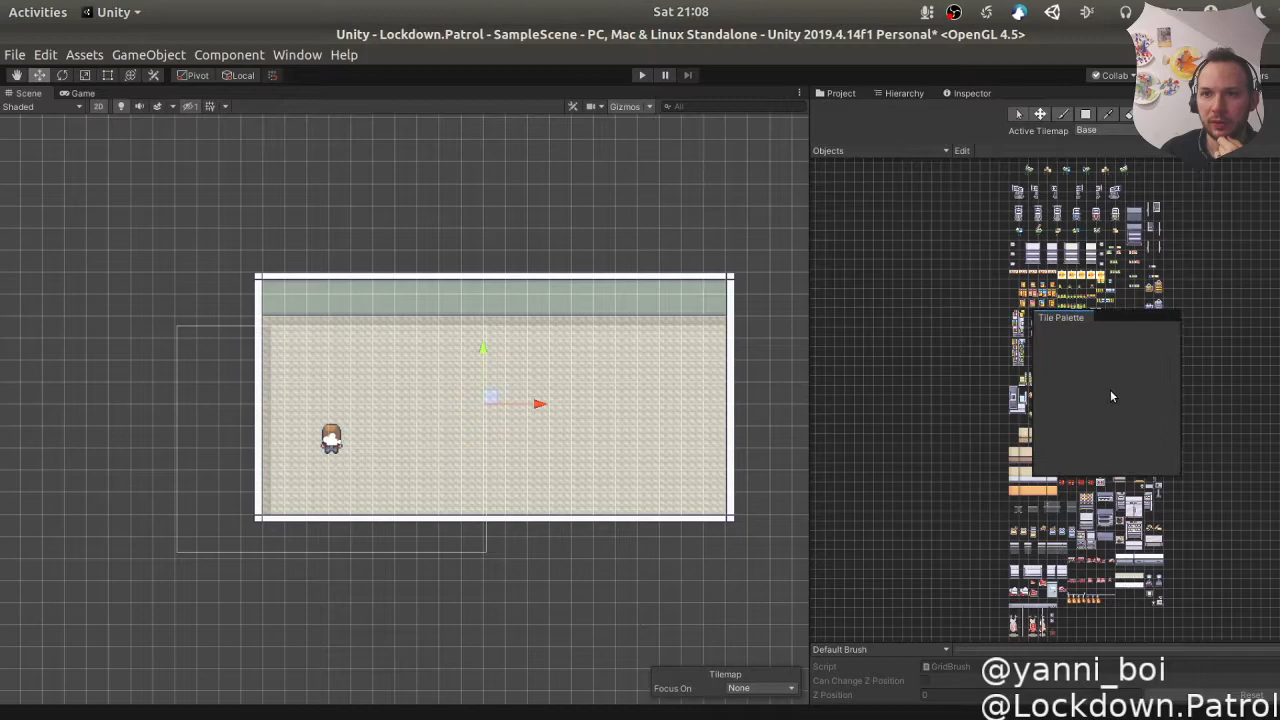 Activities Unity Sat 21:08
Unity - Lockdown.Patrol - SampleScene - PC, Mac & Linux Standalone - Unity 2019.4.14f1 Personal* <OpenGL 4.5>
File Edit Assets GameObject Component Window Help
Pivot Local Collab
Scene Game Project Hierarchy Inspector
Shaded 2D 1 Gizmos All
Active Tilemap Base
Objects Edit
Tile Palette
Default Brush
Script GridBrush
Can Change Z Position
Z Position 0 Reset
Tilemap
Focus On None
@yanni_boi
@Lockdown.Patrol